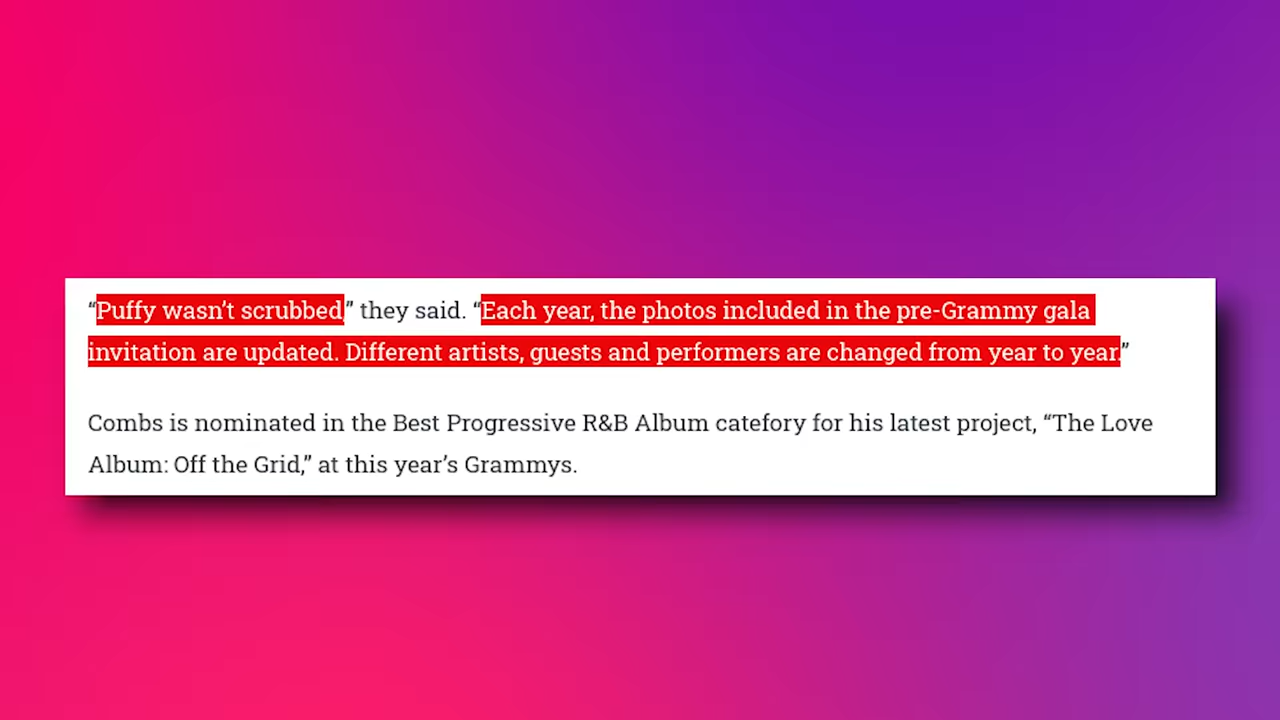 “Puffy wasn’t scrubbed” they said. “Each year, the photos included in the pre-Grammy gala
invitation are updated. Different artists, guests and performers are changed from year to year.”
Combs is nominated in the Best Progressive R&B Album catefory for his latest project, “The Love
Album: Off the Grid,” at this year’s Grammys.